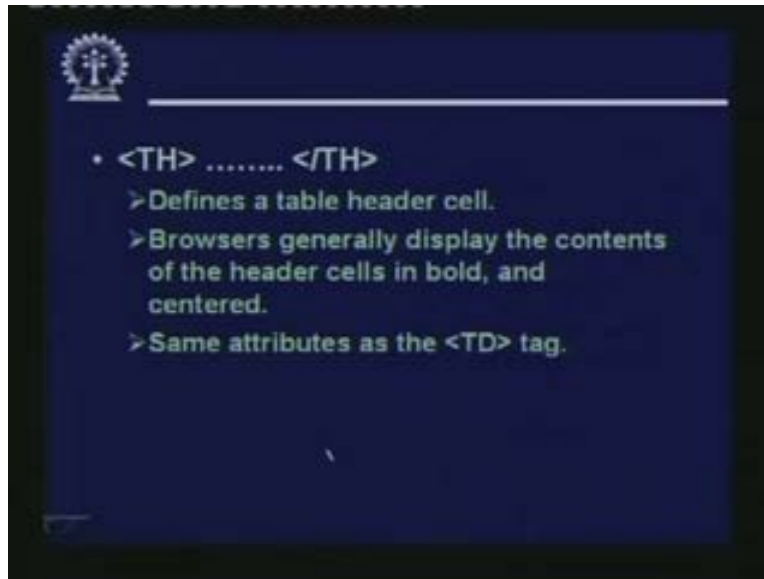 • <TH> ........ </TH>
➢Defines a table header cell.
➢Browsers generally display the contents
of the header cells in bold, and
centered.
➢Same attributes as the <TD> tag.